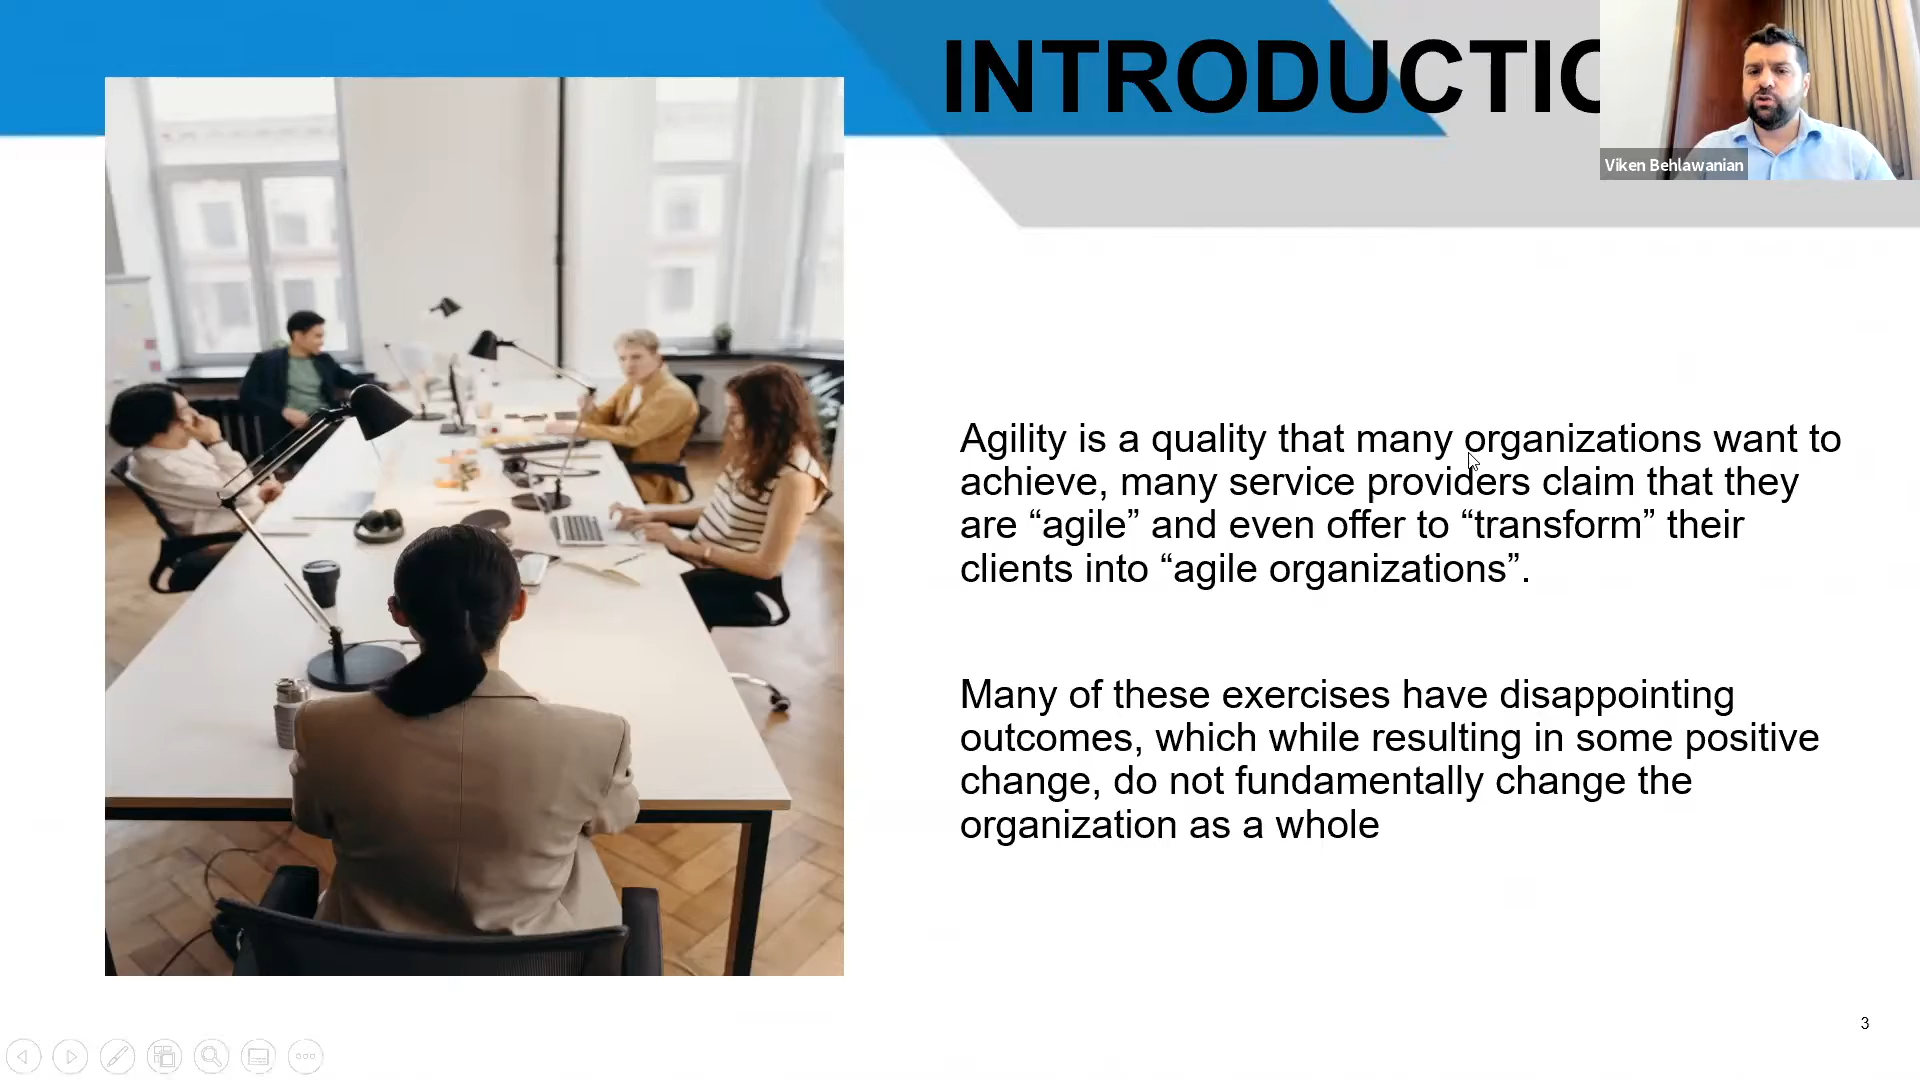 INTRODUCTIO
Viken Behlawanian
Agility is a quality that many organizations want to
achieve, many service providers claim that they
are “agile” and even offer to “transform” their
clients into “agile organizations”.
Many of these exercises have disappointing
outcomes, which while resulting in some positive
change, do not fundamentally change the
organization as a whole
3